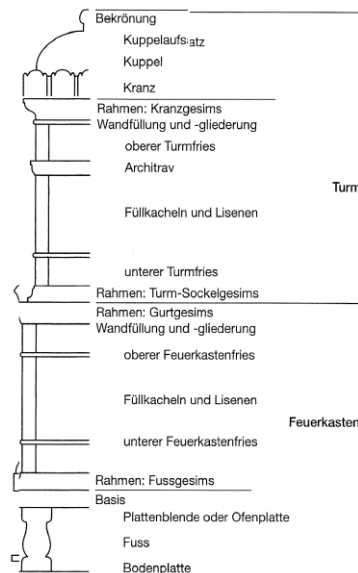 Bekrönung
Kuppelaufsatz
Kuppel
Kranz
Rahmen: Kranzgesims
Wandfüllung und -gliederung
oberer Turmfries
Architrav
Turm
Füllkacheln und Lisenen
unterer Turmfries
Rahmen: Turm-Sockelgesims
Rahmen: Gurtgesims
Wandfüllung und -gliederung
oberer Feuerkastenfries
Füllkacheln und Lisenen
Feuerkasten
unterer Feuerkastenfries
Rahmen: Fussgesims
Basis
Plattenblende oder Ofenplatte
Fuss
Bodenplatte